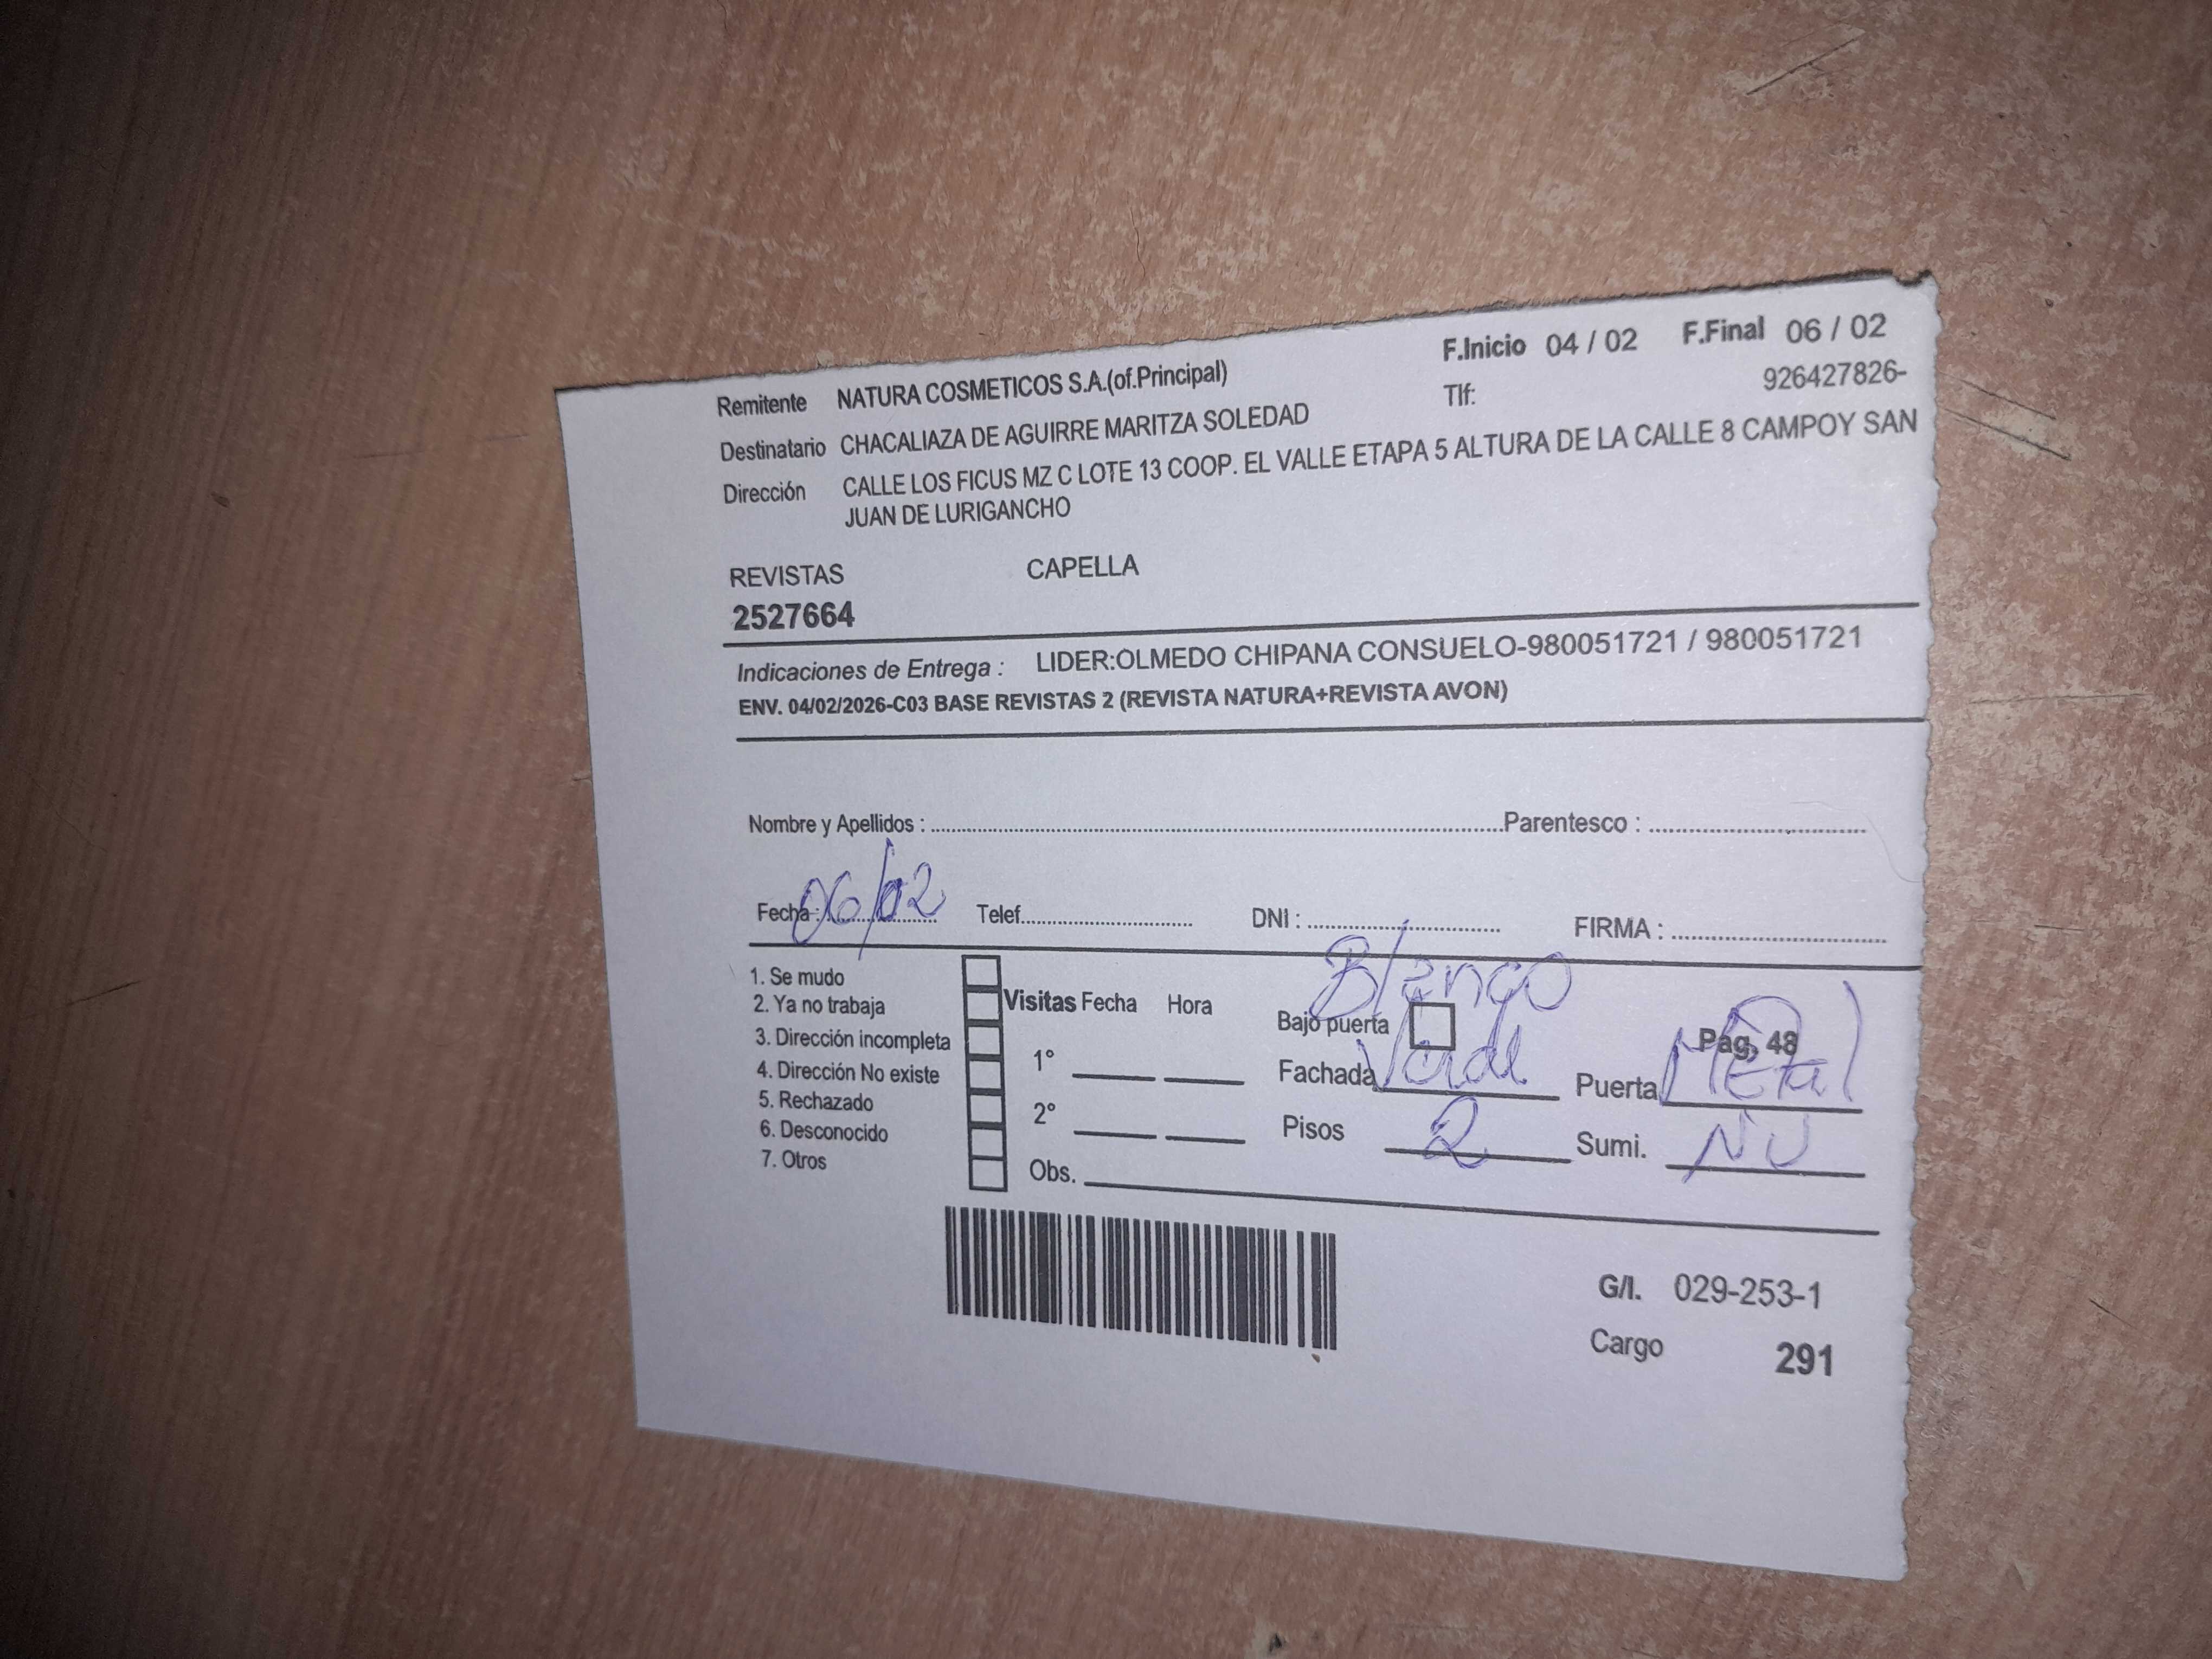 Remitente NATURA COSMETICOS S.A.(of.Principal) F.Inicio 04 / 02 F.Final 06 / 02
Destinatario CHACALIAZA DE AGUIRRE MARITZA SOLEDAD Tlf: 926427826-
Dirección CALLE LOS FICUS MZ C LOTE 13 COOP. EL VALLE ETAPA 5 ALTURA DE LA CALLE 8 CAMPOY SAN
JUAN DE LURIGANCHO
REVISTAS CAPELLA
2527664
Indicaciones de Entrega : LIDER:OLMEDO CHIPANA CONSUELO-980051721 / 980051721
ENV. 04/02/2026-C03 BASE REVISTAS 2 (REVISTA NATURA+REVISTA AVON)
Nombre y Apellidos : Parentesco :
Fecha : 06/02 Telef. DNI : FIRMA :
1. Se mudo
2. Ya no trabaja
3. Dirección incompleta
4. Dirección No existe
5. Rechazado
6. Desconocido
7. Otros
Visitas Fecha Hora
1°
2°
Obs.
Blanco
Bajo puerta Pag. 48
Fachada Verde Puerta Metal
Pisos 2 Sumi. NU
G/I. 029-253-1
Cargo 291